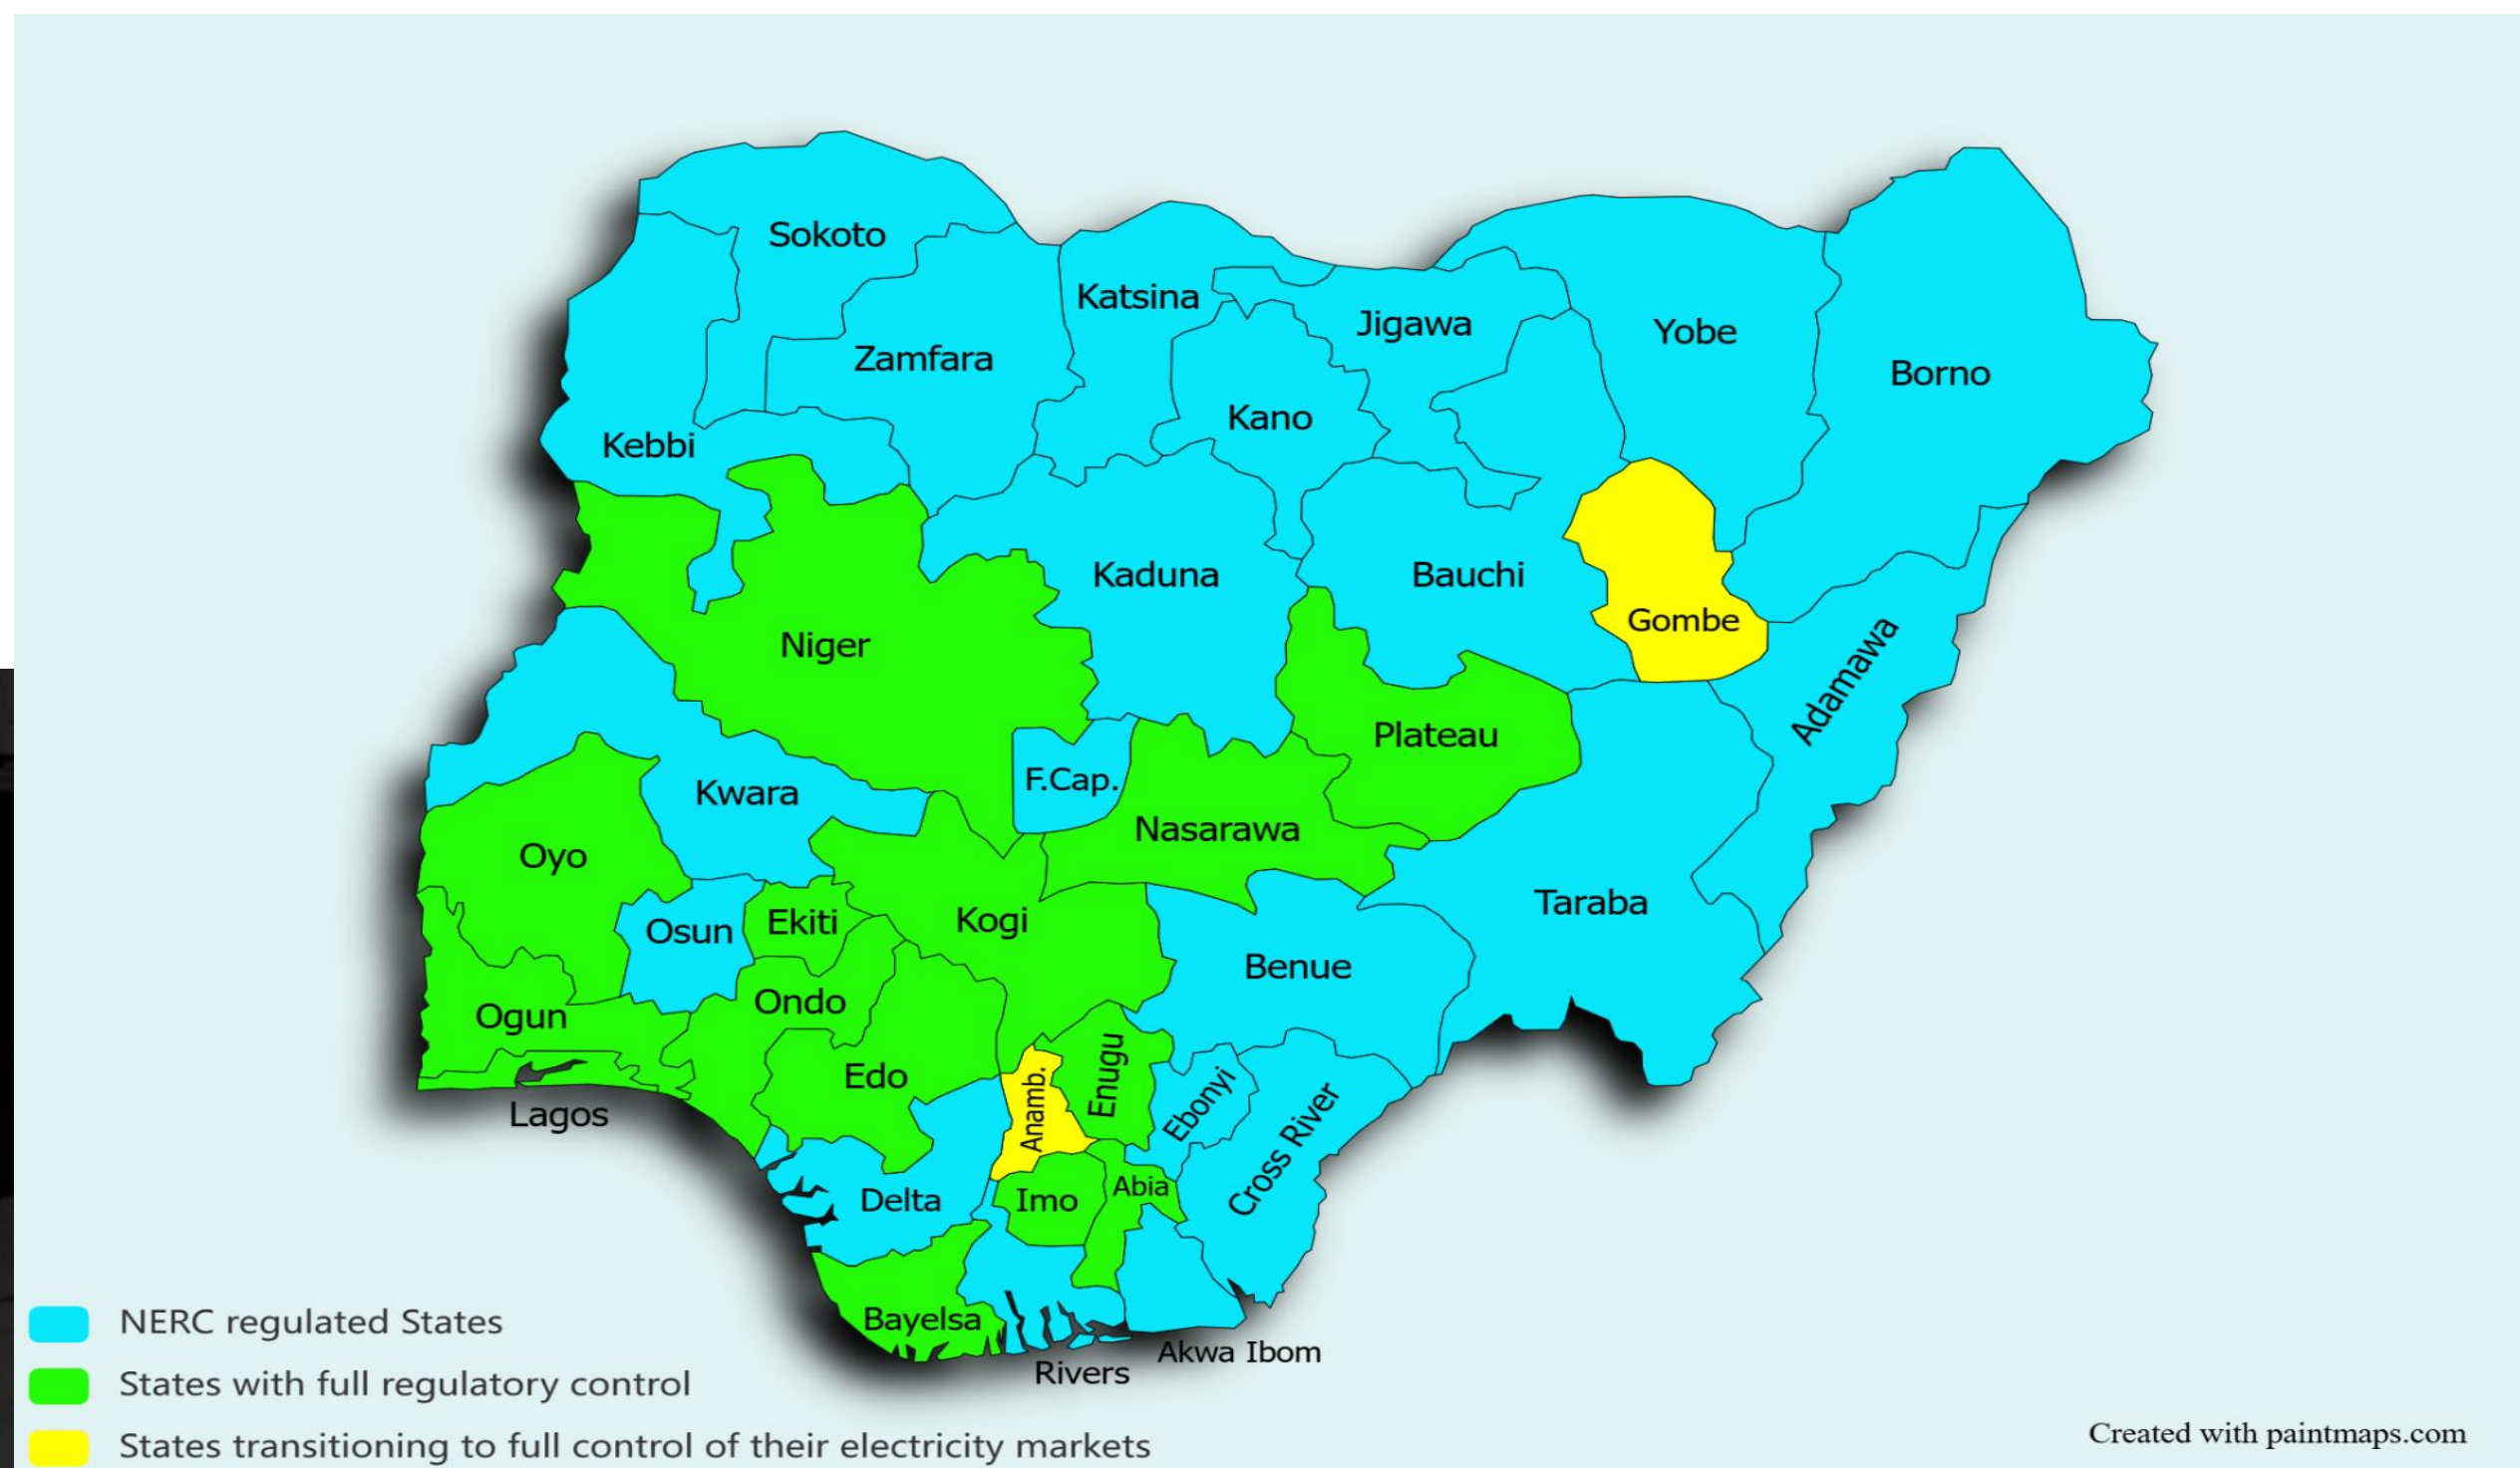 Sokoto
Katsina
Jigawa
Yobe
Zamfara
Borno
Kano
Kebbi
Kaduna
Bauchi
Gombe
Niger
Adamawa
Plateau
F.Cap.
Kwara
Nasarawa
Oyo
Taraba
Ekiti
Kogi
Osun
Benue
Ondo
Ogun
Edo
Enugu
Anamb.
Ebonyi
Lagos
Cross River
Abia
Delta
Imo
Bayelsa
Akwa Ibom
Rivers
NERC regulated States
States with full regulatory control
States transitioning to full control of their electricity markets
Created with paintmaps.com